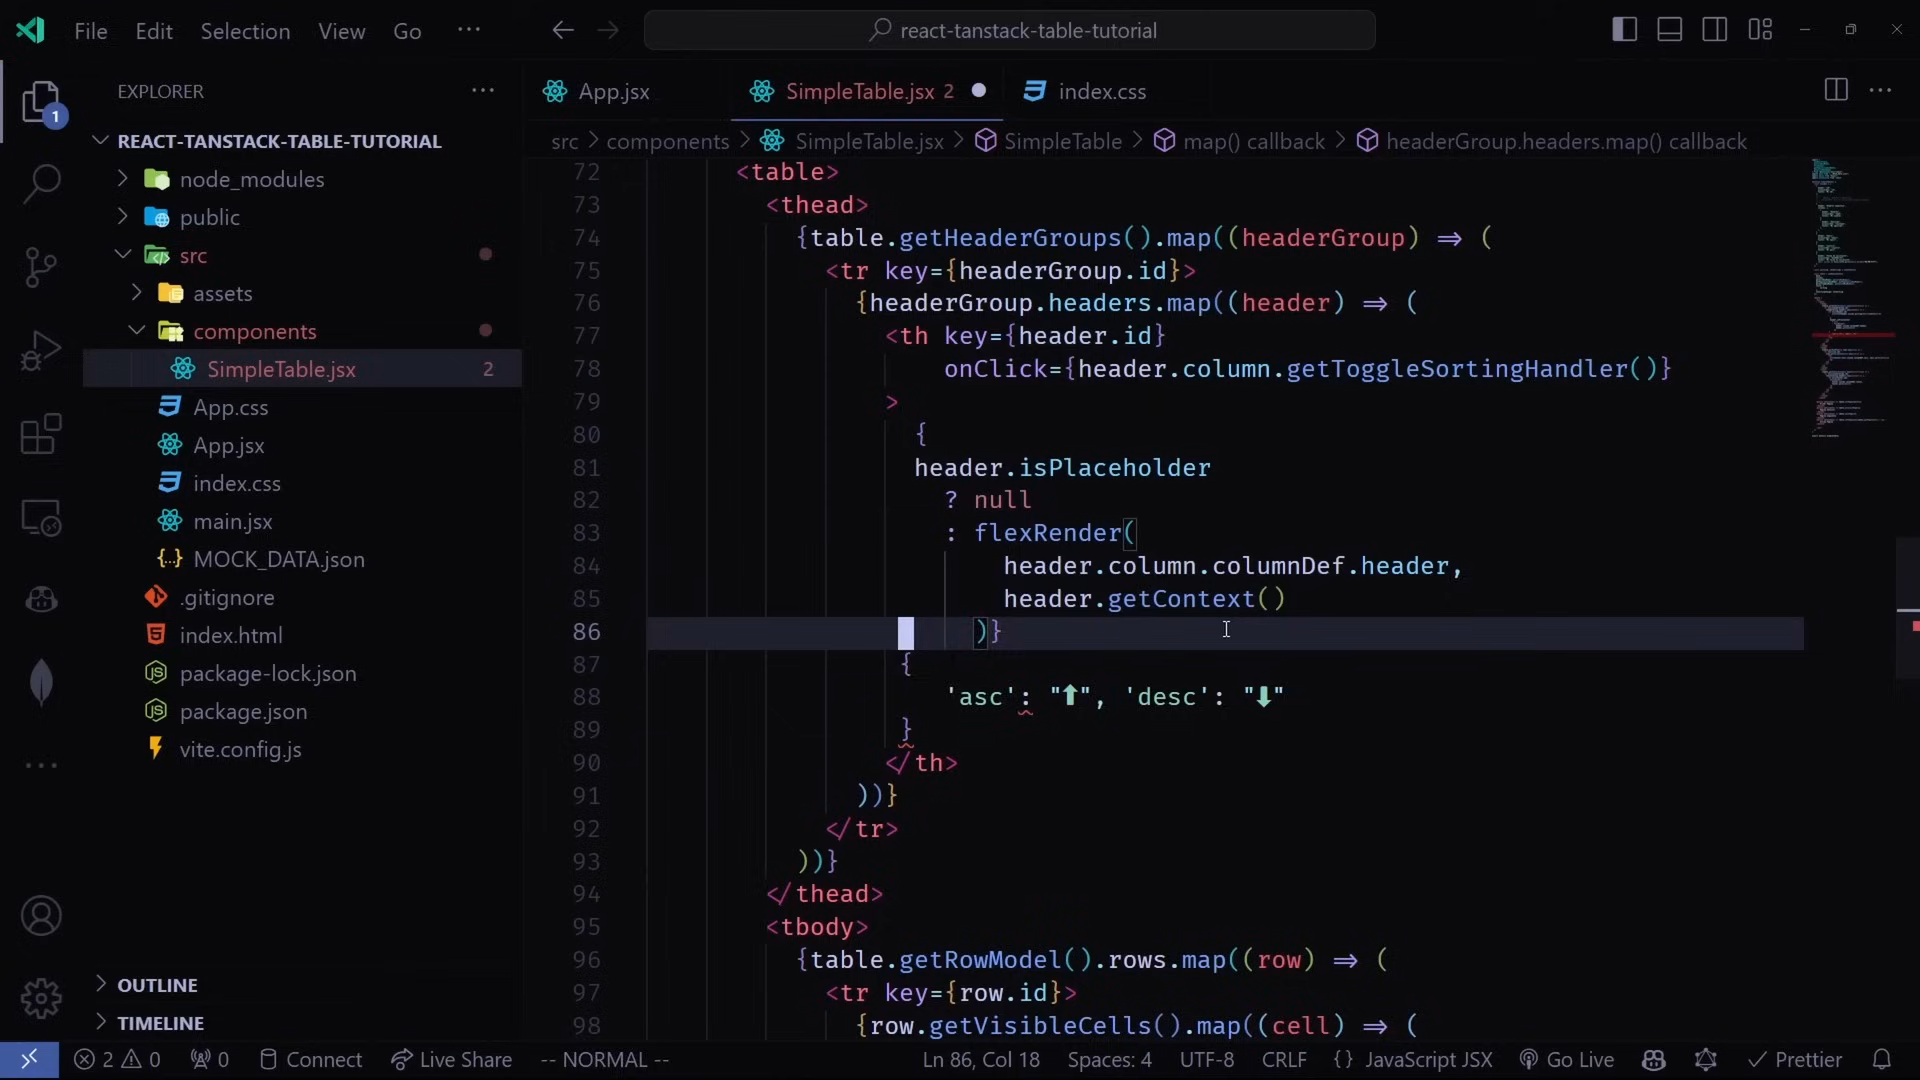 File Edit Selection View Go ···
react-tanstack-table-tutorial
EXPLORER
1
REACT-TANSTACK-TABLE-TUTORIAL
node_modules
public
src
assets
components
SimpleTable.jsx 2
App.css
App.jsx
index.css
main.jsx
MOCK_DATA.json
.gitignore
index.html
package-lock.json
package.json
vite.config.js
OUTLINE
TIMELINE
App.jsx SimpleTable.jsx 2 index.css
src > components > SimpleTable.jsx > SimpleTable > map() callback > headerGroup.headers.map() callback
72 <table>
73 <thead>
74 {table.getHeaderGroups().map((headerGroup) => (
75 <tr key={headerGroup.id}>
76 {headerGroup.headers.map((header) => (
77 <th key={header.id}
78 onClick={header.column.getToggleSortingHandler()}
79 >
80 {
81 header.isPlaceholder
82 ? null
83 : flexRender(
84 header.column.columnDef.header,
85 header.getContext()
86 )}
87 {
88 'asc': "⬆", 'desc': "⬇"
89 }
90 </th>
91 ))}
92 </tr>
93 ))}
94 </thead>
95 <tbody>
96 {table.getRowModel().rows.map((row) => (
97 <tr key={row.id}>
98 {row.getVisibleCells().map((cell) => (
2 0 0 Connect Live Share -- NORMAL -- Ln 86, Col 18 Spaces: 4 UTF-8 CRLF {} JavaScript JSX Go Live Prettier